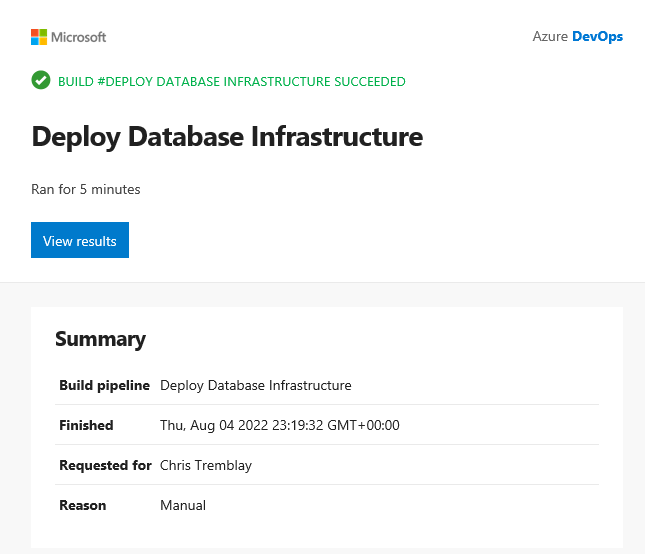 Microsoft
Azure DevOps
BUILD #DEPLOY DATABASE INFRASTRUCTURE SUCCEEDED
Deploy Database Infrastructure
Ran for 5 minutes
View results
Summary
Build pipeline Deploy Database Infrastructure
Finished Thu, Aug 04 2022 23:19:32 GMT+00:00
Requested for Chris Tremblay
Reason Manual